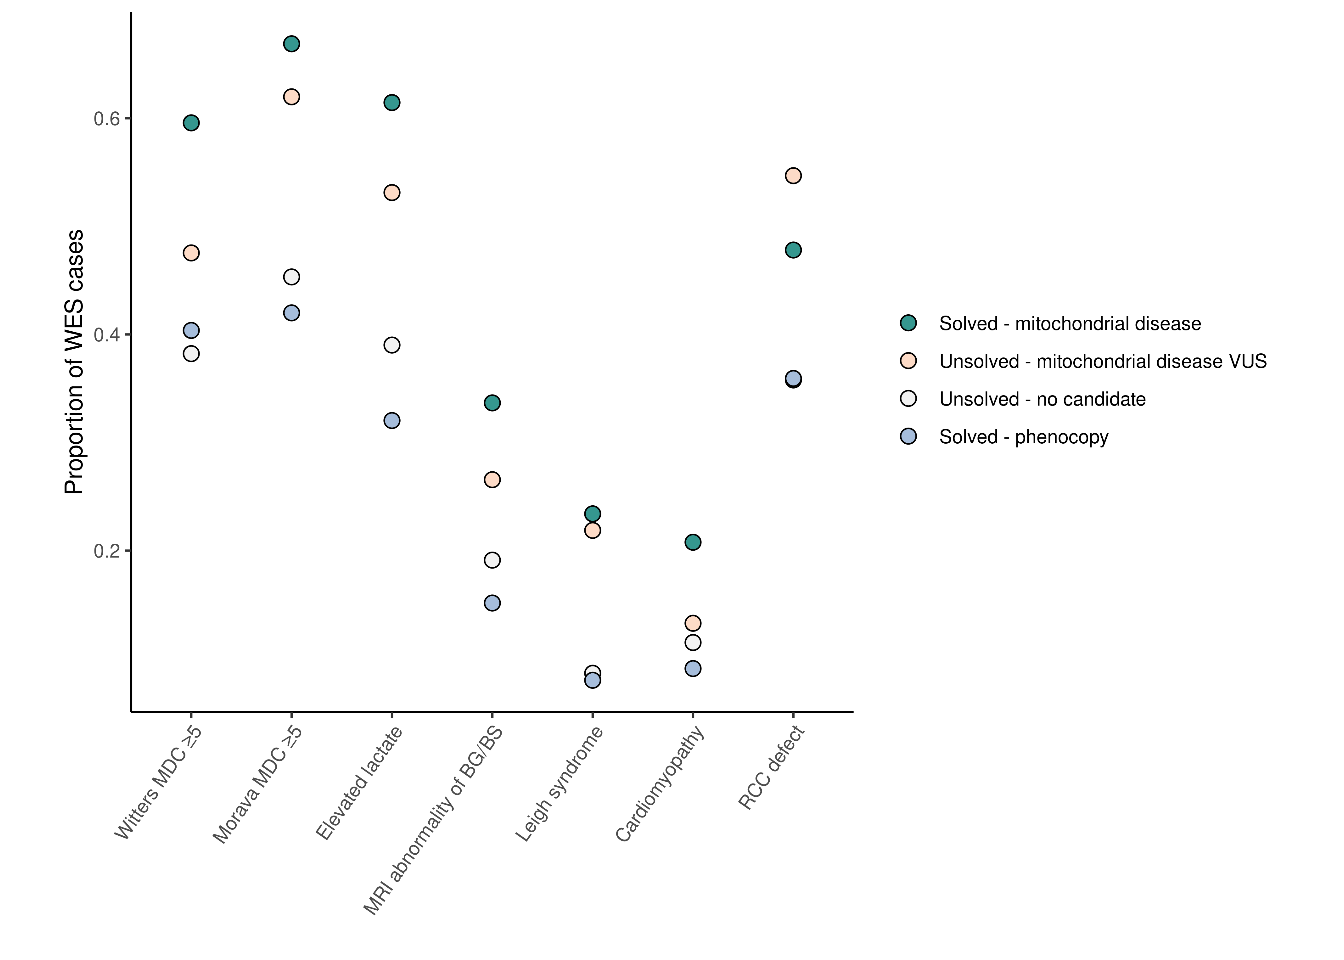 Proportion of WES cases
0.6
0.4
0.2
Witters MDC ≥5
Morava MDC ≥5
Elevated lactate
MRI abnormality of BG/BS
Leigh syndrome
Cardiomyopathy
RCC defect
Solved - mitochondrial disease
Unsolved - mitochondrial disease VUS
Unsolved - no candidate
Solved - phenocopy